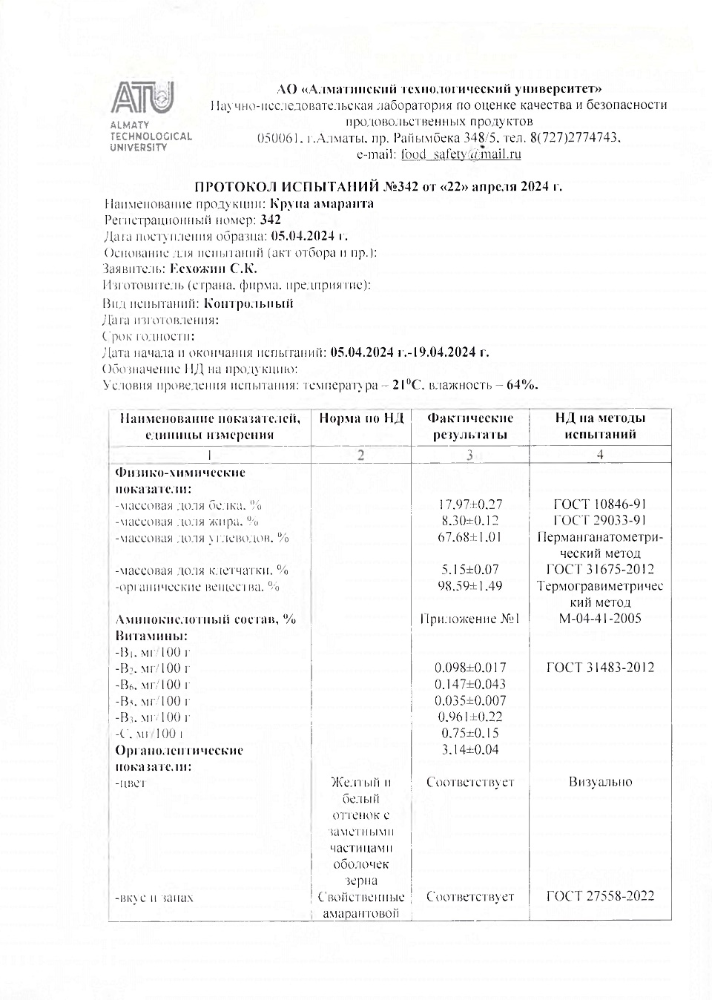 ATU
ALMATY
TECHNOLOGICAL
UNIVERSITY
АО «Алматинский технологический университет»
Научно-исследовательская лаборатория по оценке качества и безопасности
продовольственных продуктов
050061, г.Алматы, пр. Райымбека 348/5, тел. 8(727)2774743,
e-mail: food_safety@mail.ru
ПРОТОКОЛ ИСПЫТАНИЙ №342 от «22» апреля 2024 г.
Наименование продукции: Крупа амаранта
Регистрационный номер: 342
Дата поступления образца: 05.04.2024 г.
Основание для испытаний (акт отбора и пр.):
Заявитель: Есхожин С.К.
Изготовитель (страна, фирма, предприятие):
Вид испытаний: Контрольный
Дата изготовления:
Срок годности:
Дата начала и окончания испытаний: 05.04.2024 г.-19.04.2024 г.
Обозначение НД на продукцию:
Условия проведения испытания: температура – 21⁰С, влажность – 64%.
Наименование показателей, Норма по НД Фактические НД на методы
единицы измерения результаты испытаний
1 2 3 4
Физико-химические
показатели:
-массовая доля белка, % 17.97±0.27 ГОСТ 10846-91
-массовая доля жира, % 8.30±0.12 ГОСТ 29033-91
-массовая доля углеводов, % 67.68±1.01 Перманганатометри-
ческий метод
-массовая доля клетчатки, % 5.15±0.07 ГОСТ 31675-2012
-органические вещества, % 98.59±1.49 Термогравиметричес
кий метод
Аминокислотный состав, % Приложение №1 М-04-41-2005
Витамины:
-В₁, мг/100 г
-В₂, мг/100 г 0.098±0.017 ГОСТ 31483-2012
-В₆, мг/100 г 0.147±0.043
-В₅, мг/100 г 0.035±0.007
-В₃, мг/100 г 0.961±0.22
-С, мг/100 г 0.75±0.15
Органолептические 3.14±0.04
показатели:
-цвет Желтый и Соответствует Визуально
белый
оттенок с
заметными
частицами
оболочек
зерна
-вкус и запах Свойственные Соответствует ГОСТ 27558-2022
амарантовой